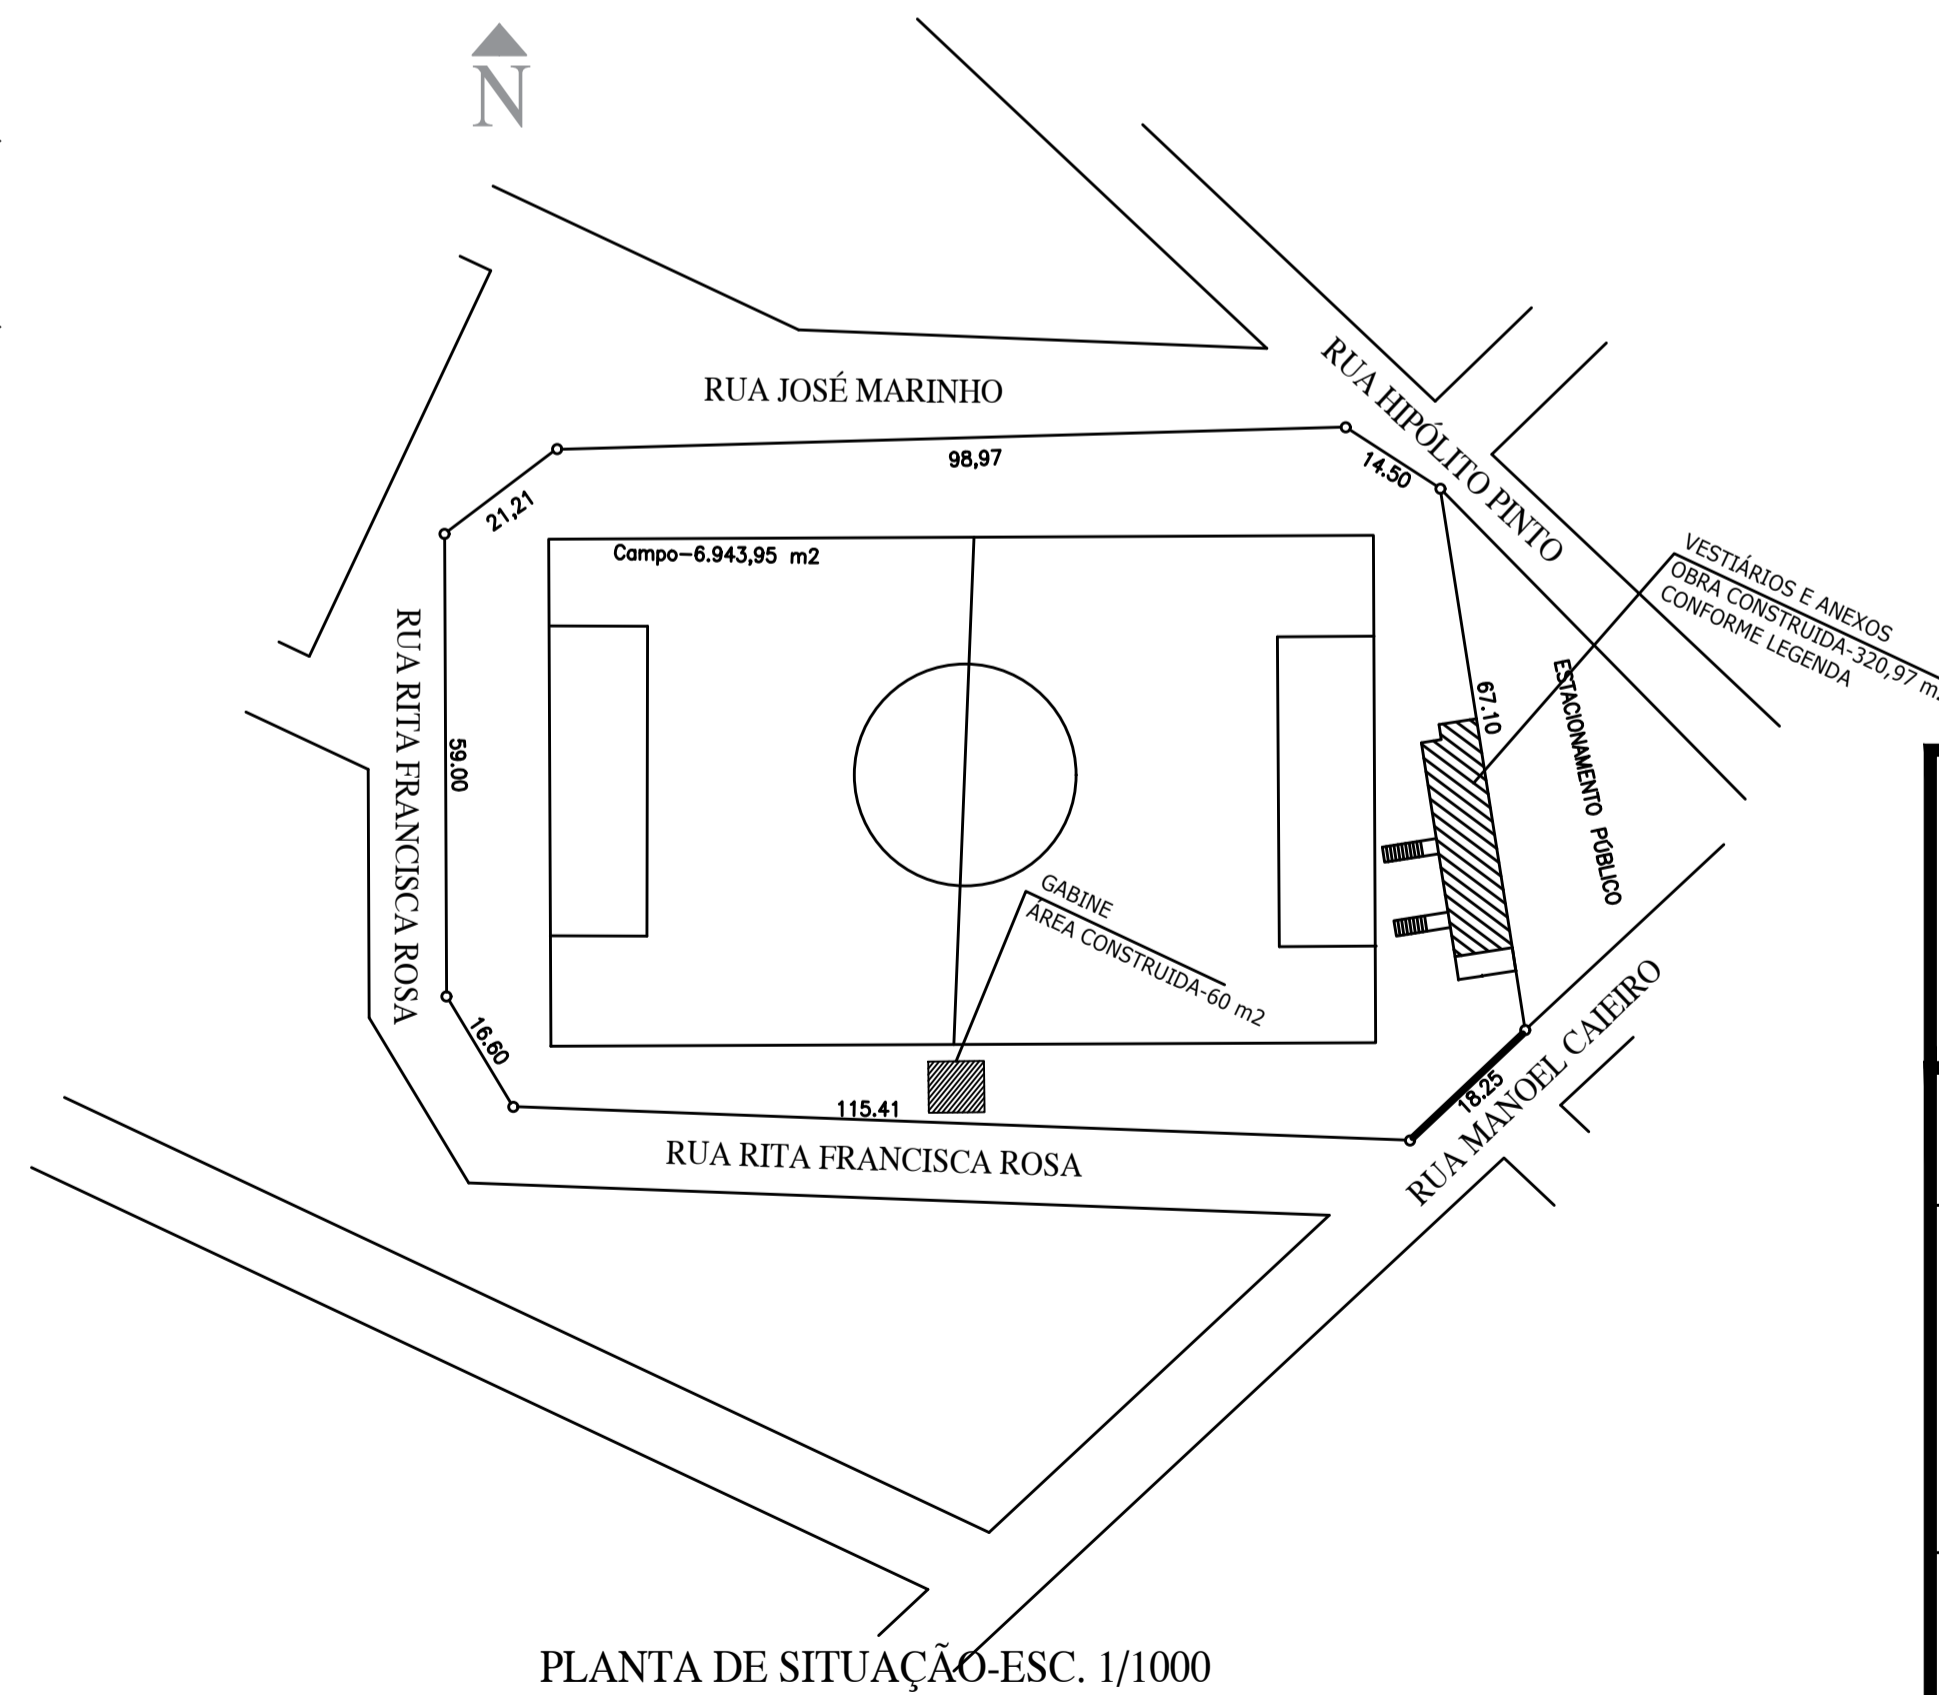 N
RUA JOSÉ MARINHO
98,97
14.50
RUA HIPÓLITO PINTO
21,21
Campo-6.943,95 m2
VESTIÁRIOS E ANEXOS
OBRA CONSTRUIDA-320,97 m
CONFORME LEGENDA
RUA RITA FRANCISCA ROSA
59.00
67.10
ESTACIONAMENTO PÚBLICO
GABINE
ÁREA CONSTRUIDA-60 m2
16.60
115.41
18.25
RUA MANOEL CAIEIRO
RUA RITA FRANCISCA ROSA
PLANTA DE SITUAÇÃO-ESC. 1/1000